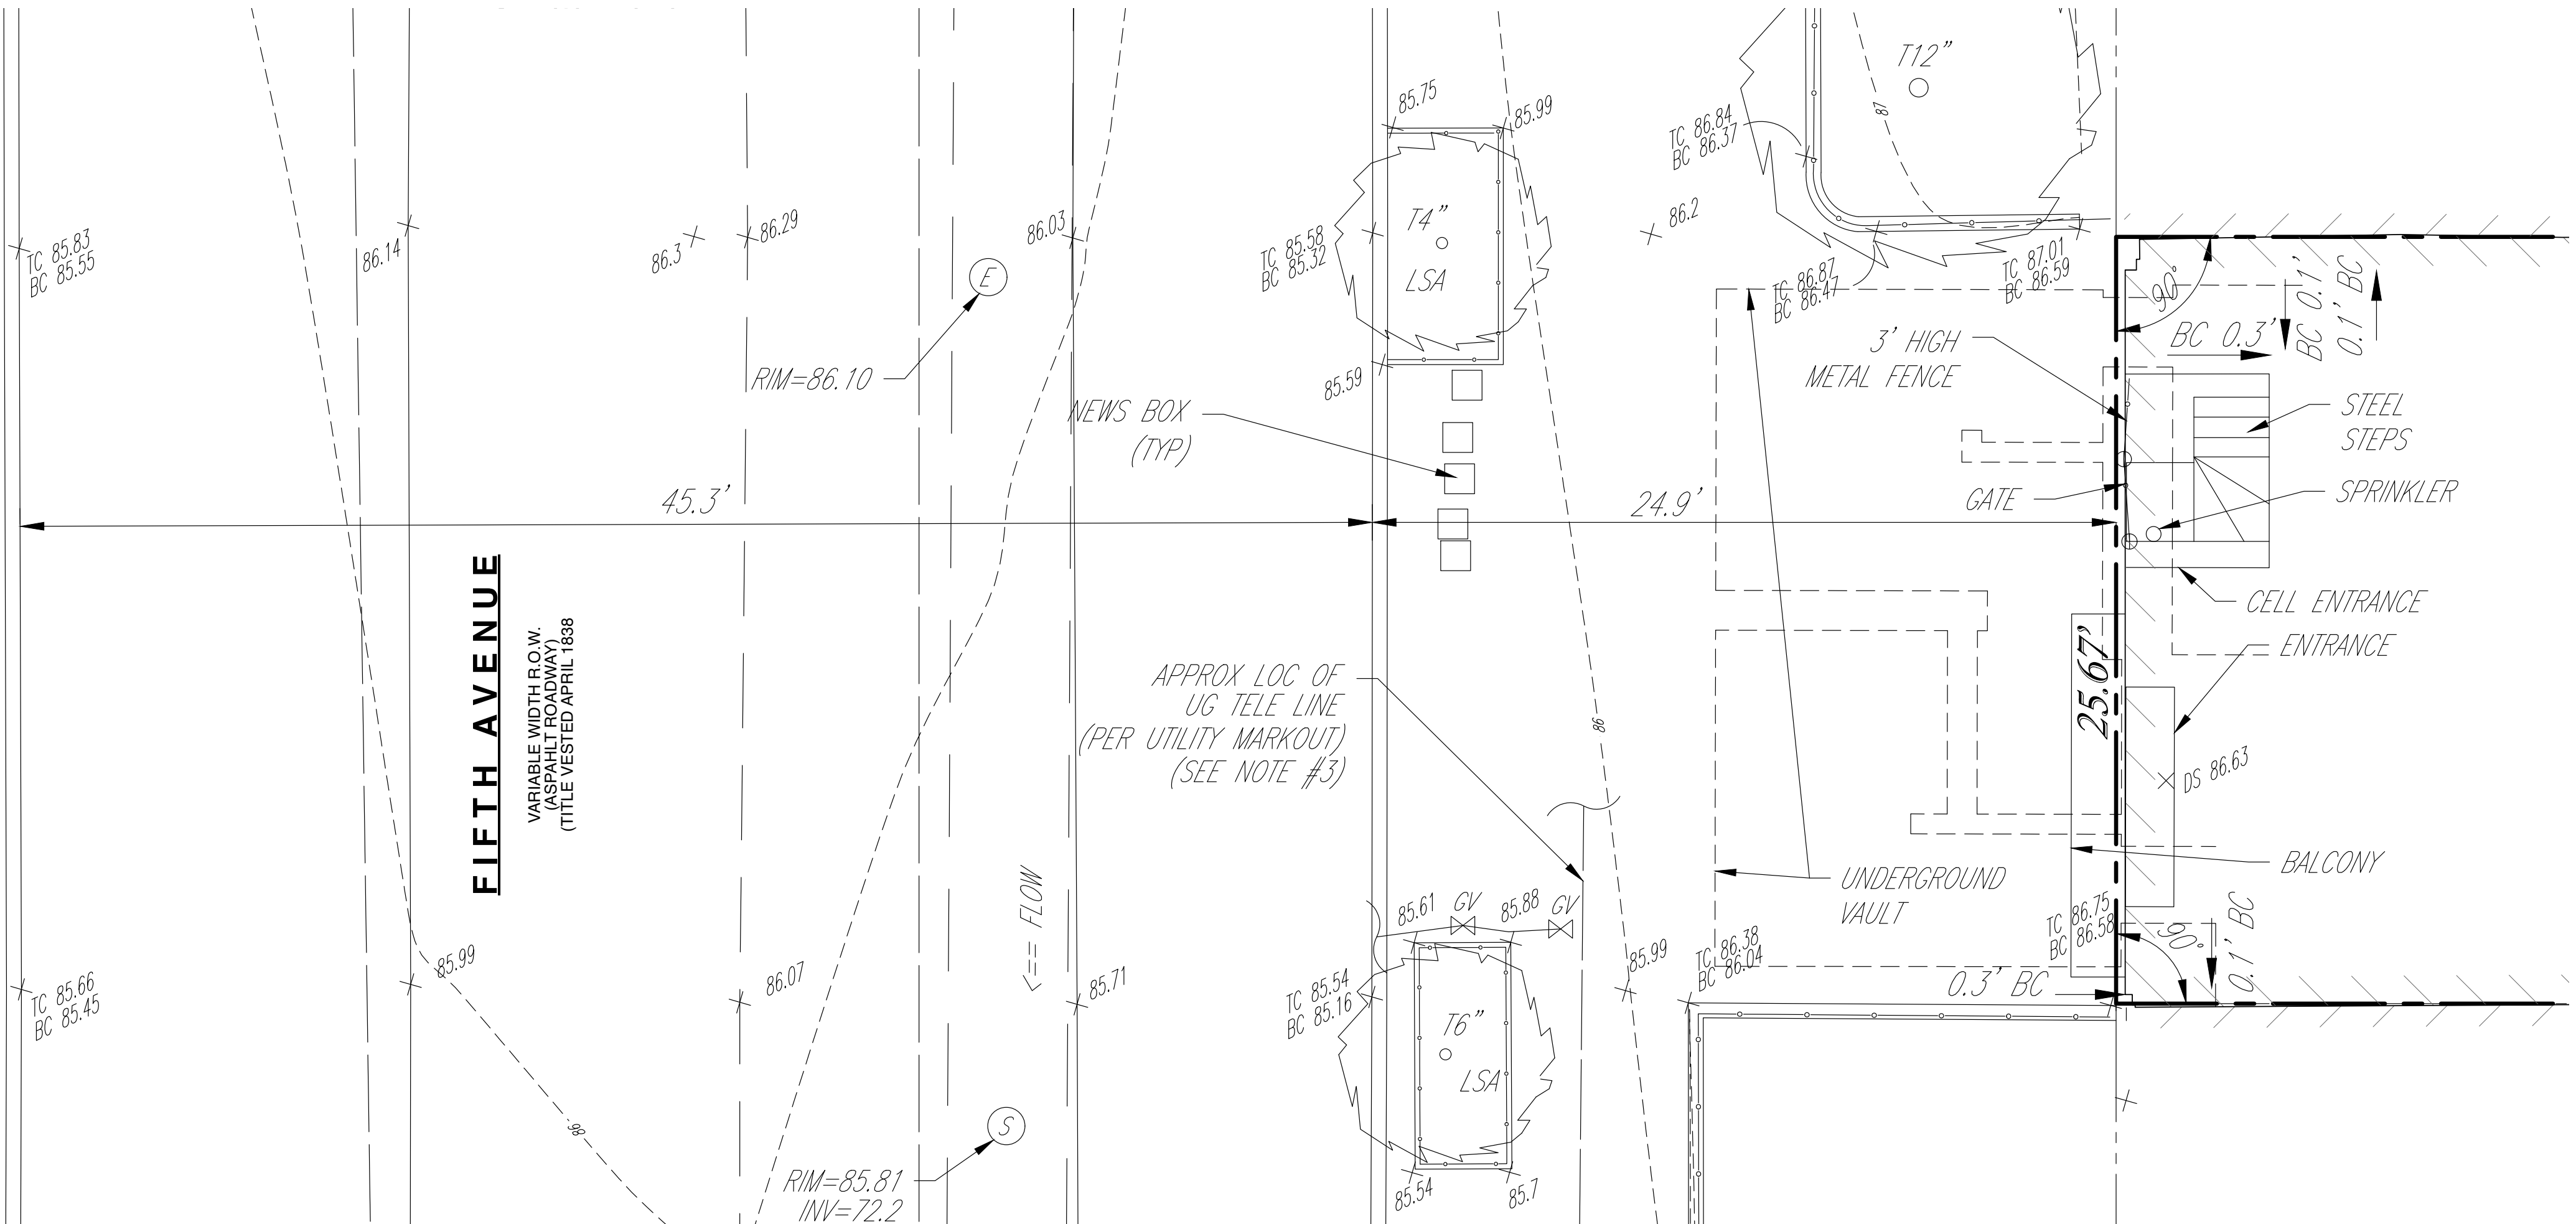 T12"
87
85.75
85.99
TC 86.84
BC 86.37
TC 85.83
BC 85.55
86.14
86.3
86.29
86.03
E
TC 85.58
BC 85.32
T4"
LSA
86.2
TC 86.87
BC 86.47
TC 87.01
BC 86.59
90°
BC 0.3'
BC 0.1'
0.1' BC
RIM=86.10
85.59
3' HIGH
METAL FENCE
NEWS BOX
(TYP)
STEEL
STEPS
45.3'
24.9'
GATE
SPRINKLER
FIFTH AVENUE
VARIABLE WIDTH R.O.W.
(ASPAHLT ROADWAY)
(TITLE VESTED APRIL 1838
CELL ENTRANCE
ENTRANCE
25.67'
APPROX LOC OF
UG TELE LINE
(PER UTILITY MARKOUT)
(SEE NOTE #3)
86
DS 86.63
BALCONY
UNDERGROUND
VAULT
<== FLOW
85.61
GV
85.88
GV
TC 86.75
BC 86.58
90°
0.1' BC
85.99
TC 85.66
BC 85.45
86.07
85.71
TC 85.54
BC 85.16
85.99
TC 86.38
BC 86.04
0.3' BC
T6"
LSA
86
S
RIM=85.81
INV=72.2
85.54
85.7